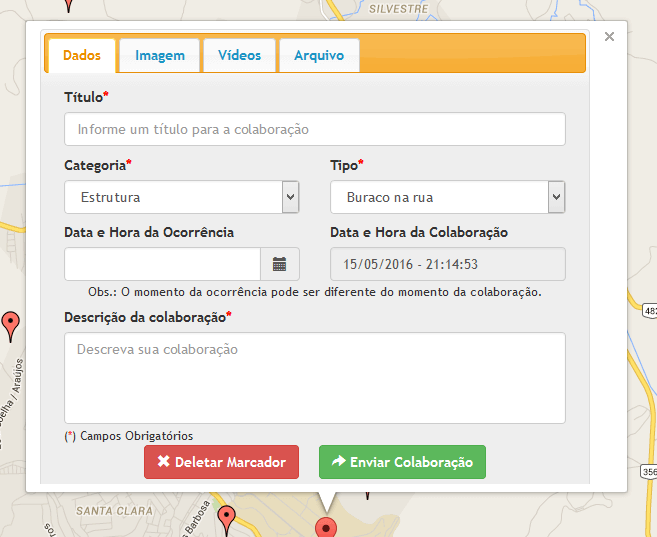 SILVESTRE
Dados Imagem Vídeos Arquivo
Título*
Informe um título para a colaboração
Categoria* Tipo*
Estrutura Buraco na rua
Data e Hora da Ocorrência Data e Hora da Colaboração
15/05/2016 - 21:14:53
Obs.: O momento da ocorrência pode ser diferente do momento da colaboração.
482
Descrição da colaboração*
Descreva sua colaboração
oelha / Araújos
(*) Campos Obrigatórios
Deletar Marcador Enviar Colaboração
356
SANTA CLARA
s Barbosa